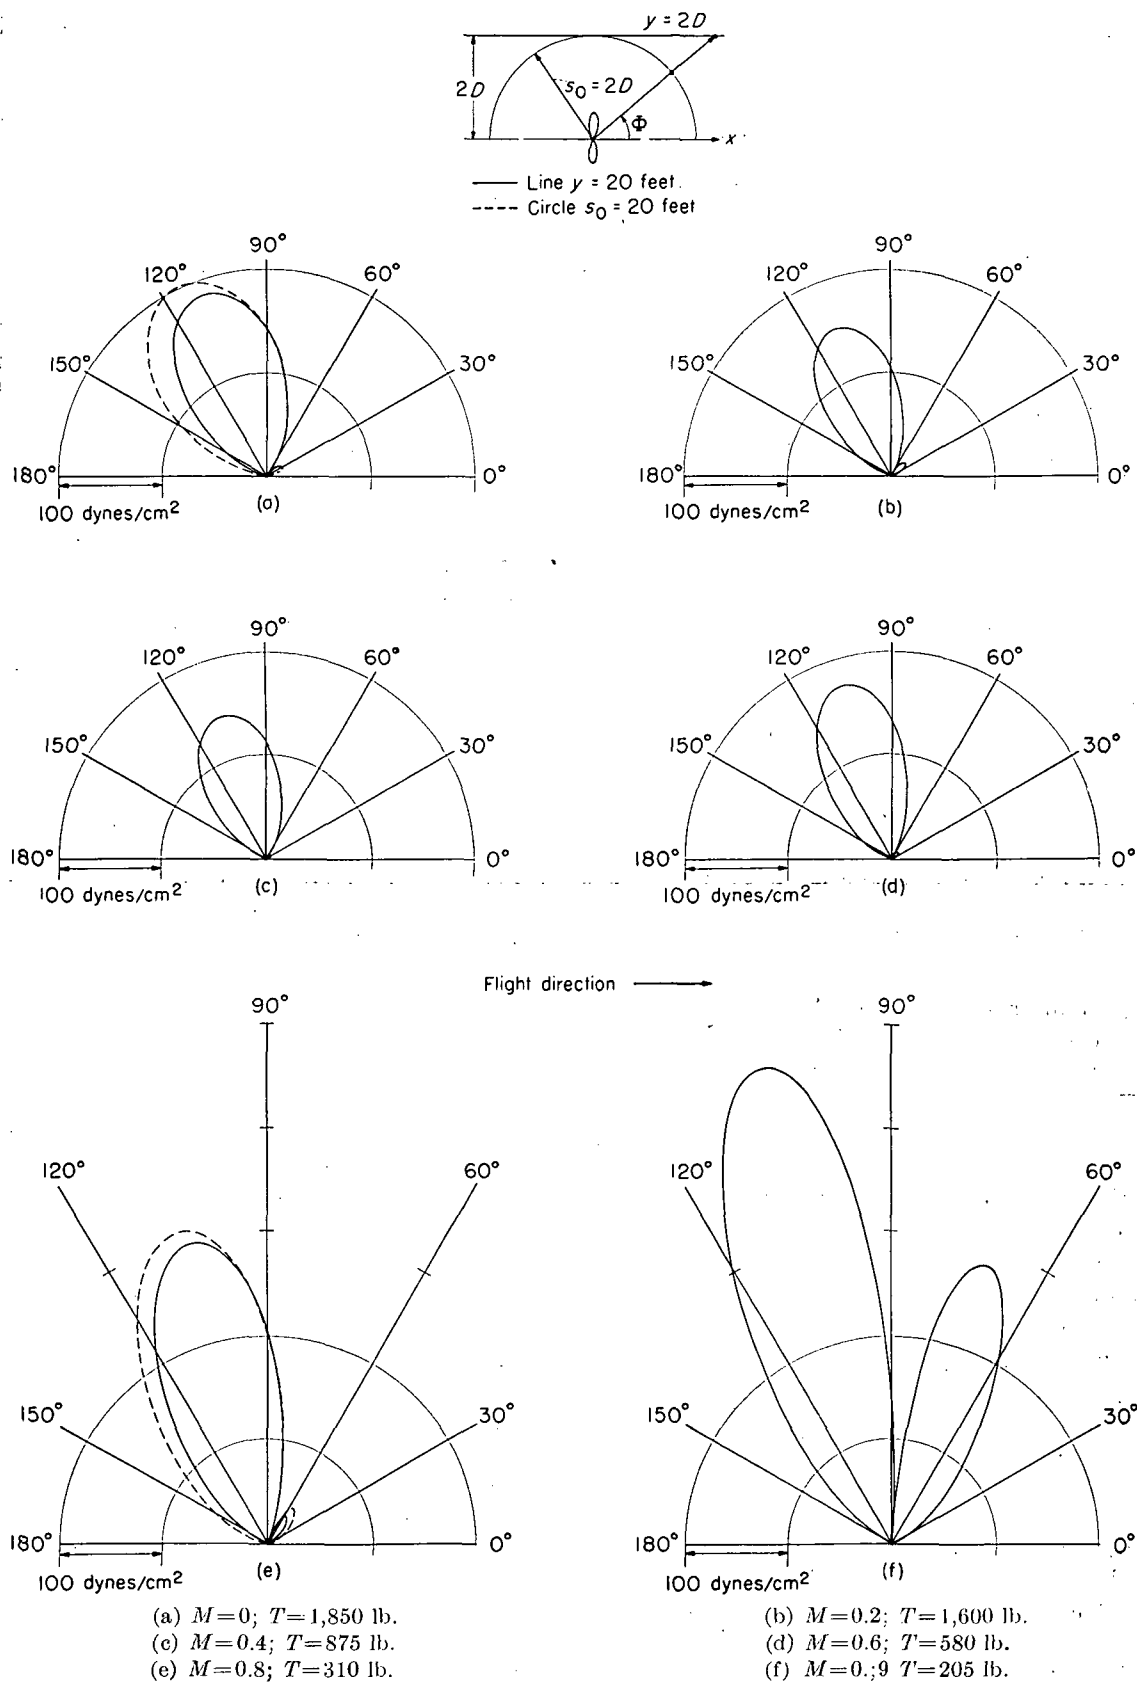 y = 2D
2D
s0 = 2D
Φ
x
—— Line y = 20 feet.
---- Circle s0 = 20 feet
90°
90°
120°
60°
120°
60°
150°
30°
150°
30°
180°
0°
180°
0°
100 dynes/cm2
(a)
100 dynes/cm2
(b)
90°
90°
120°
60°
120°
60°
150°
30°
150°
30°
180°
0°
180°
0°
100 dynes/cm2
(c)
100 dynes/cm2
(d)
Flight direction
90°
90°
120°
60°
120°
60°
150°
30°
150°
30°
180°
0°
180°
0°
100 dynes/cm2
(e)
100 dynes/cm2
(f)
(a) M=0; T=1,850 lb.
(b) M=0.2; T=1,600 lb.
(c) M=0.4; T=875 lb.
(d) M=0.6; T=580 lb.
(e) M=0.8; T=310 lb.
(f) M=0.;9 T=205 lb.